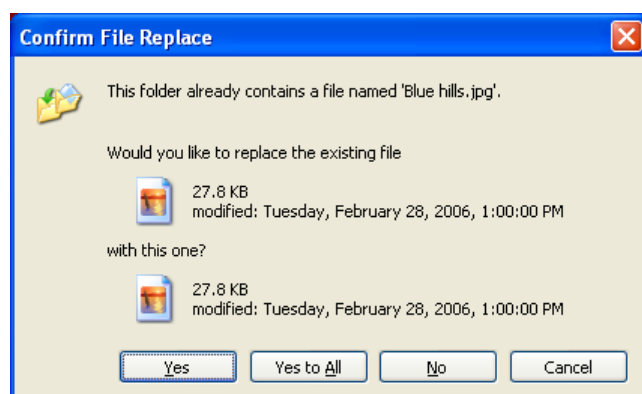 Confirm File Replace
This folder already contains a file named 'Blue hills.jpg'.
Would you like to replace the existing file
27.8 KB
modified: Tuesday, February 28, 2006, 1:00:00 PM
with this one?
27.8 KB
modified: Tuesday, February 28, 2006, 1:00:00 PM
Yes Yes to All No Cancel